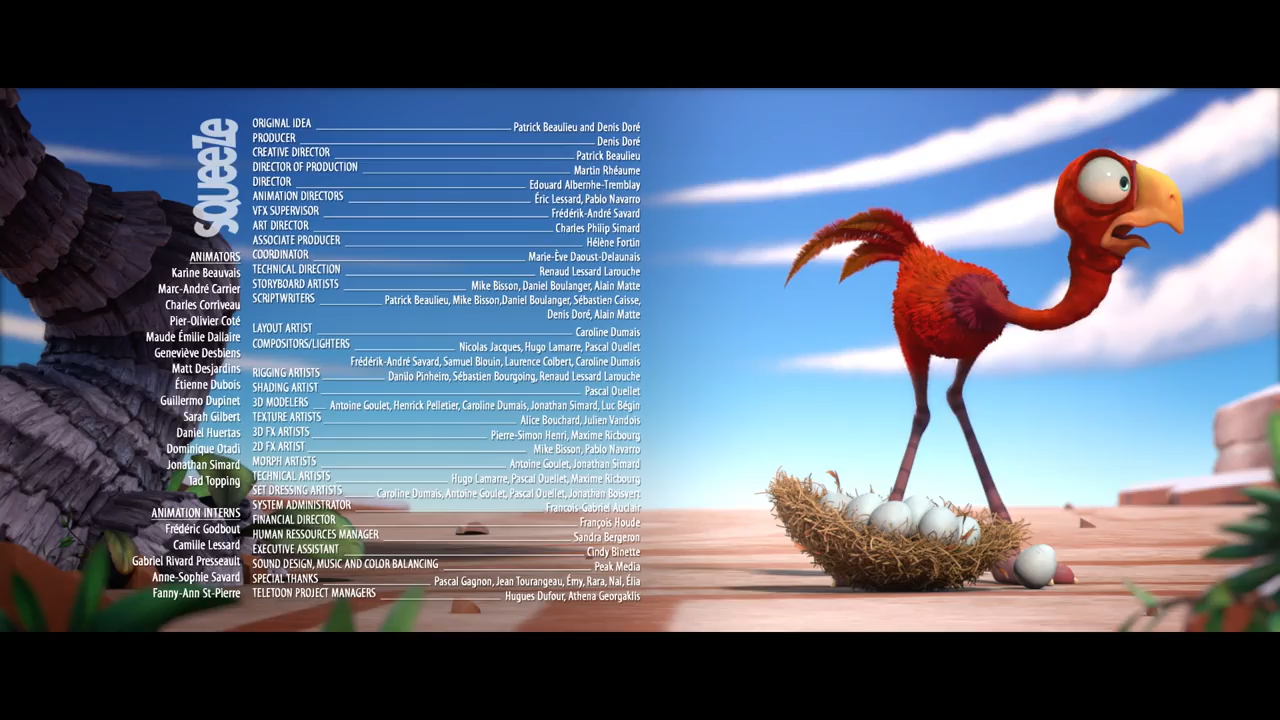 squeeze
ANIMATORS
Karine Beauvais
Marc-André Carrier
Charles Corriveau
Pier-Olivier Coté
Maude Émilie Dallaire
Geneviève Desbiens
Matt Desjardins
Étienne Dubois
Guillermo Dupinet
Sarah Gilbert
Daniel Huertas
Dominique Otadi
Jonathan Simard
Tad Topping
ANIMATION INTERNS
Frédéric Godbout
Camille Lessard
Gabriel Rivard Presseault
Anne-Sophie Savard
Fanny-Ann St-Pierre
ORIGINAL IDEA Patrick Beaulieu and Denis Doré
PRODUCER Denis Doré
CREATIVE DIRECTOR Patrick Beaulieu
DIRECTOR OF PRODUCTION Martin Rhéaume
DIRECTOR Edouard Albernhe-Tremblay
ANIMATION DIRECTORS Éric Lessard, Pablo Navarro
VFX SUPERVISOR Frédérik-André Savard
ART DIRECTOR Charles Philip Simard
ASSOCIATE PRODUCER Hélène Fortin
COORDINATOR Marie-Ève Daoust-Delaunais
TECHNICAL DIRECTION Renaud Lessard Larouche
STORYBOARD ARTISTS Mike Bisson, Daniel Boulanger, Alain Matte
SCRIPTWRITERS Patrick Beaulieu, Mike Bisson,Daniel Boulanger, Sébastien Caisse,
Denis Doré, Alain Matte
LAYOUT ARTIST Caroline Dumais
COMPOSITORS/LIGHTERS Nicolas Jacques, Hugo Lamarre, Pascal Ouellet
Frédérik-André Savard, Samuel Blouin, Laurence Colbert, Caroline Dumais
RIGGING ARTISTS Danilo Pinheiro, Sébastien Bourgoing, Renaud Lessard Larouche
SHADING ARTIST Pascal Ouellet
3D MODELERS Antoine Goulet, Henrick Pelletier, Caroline Dumais, Jonathan Simard, Luc Bégin
TEXTURE ARTISTS Alice Bouchard, Julien Vandois
3D FX ARTISTS Pierre-Simon Henri, Maxime Ricbourg
2D FX ARTIST Mike Bisson, Pablo Navarro
MORPH ARTISTS Antoine Goulet, Jonathan Simard
TECHNICAL ARTISTS Hugo Lamarre, Pascal Ouellet, Maxime Ricbourg
SET DRESSING ARTISTS Caroline Dumais, Antoine Goulet, Pascal Ouellet, Jonathan Boisvert
SYSTEM ADMINISTRATOR Francois-Gabriel Auclair
FINANCIAL DIRECTOR François Houde
HUMAN RESSOURCES MANAGER Sandra Bergeron
EXECUTIVE ASSISTANT Cindy Binette
SOUND DESIGN, MUSIC AND COLOR BALANCING Peak Media
SPECIAL THANKS Pascal Gagnon, Jean Tourangeau, Émy, Rara, Nal, Élia
TELETOON PROJECT MANAGERS Hugues Dufour, Athena Georgaklis